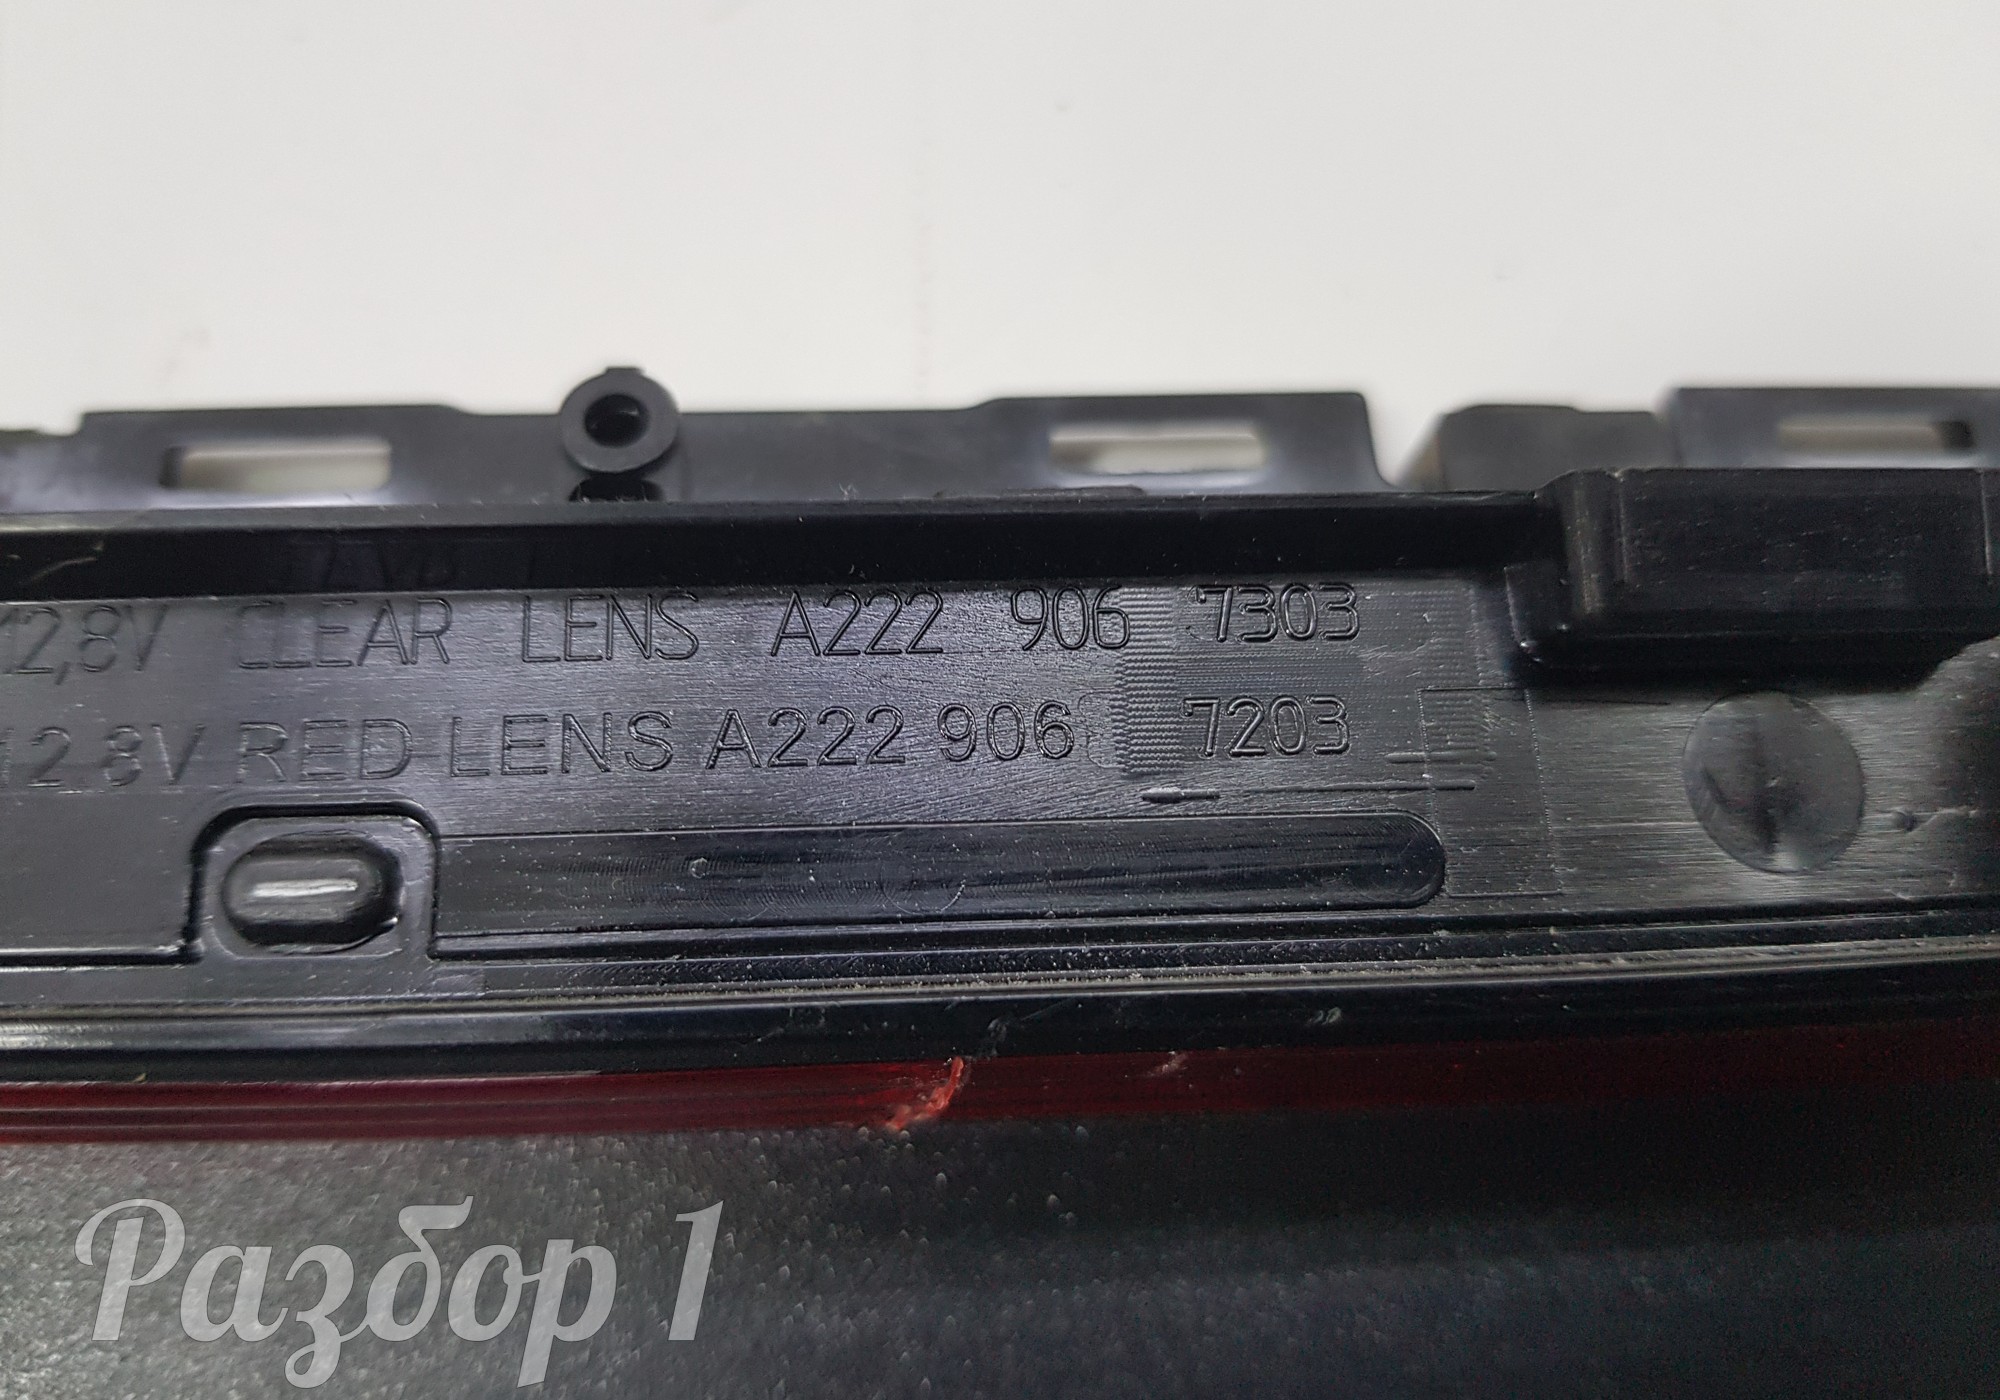 12,8V CLEAR LENS A222 906 7303
12 8V RED LENS A222 906 7203
Разбор 1